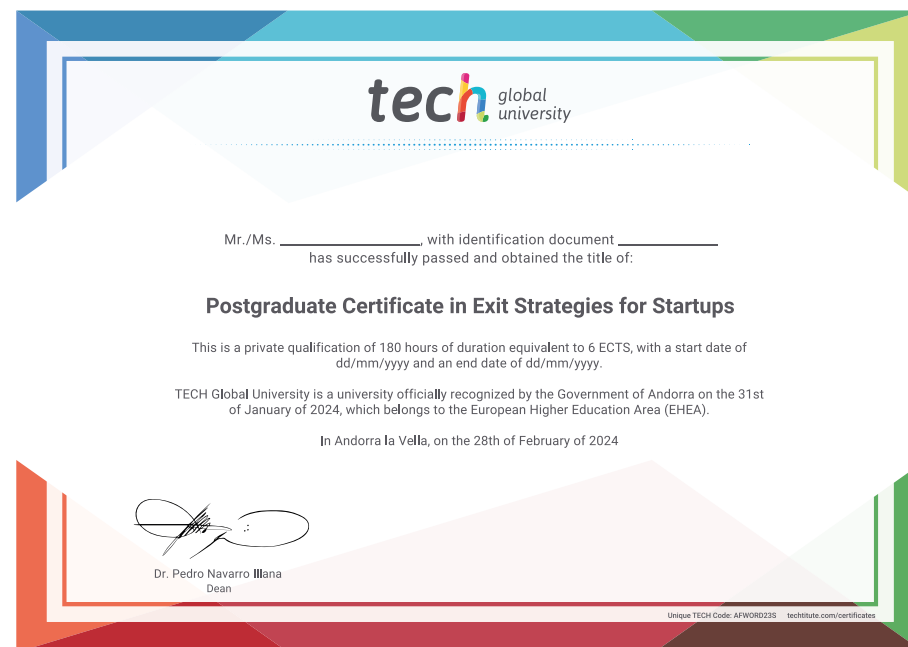 tech global
university
Mr./Ms. ____________________, with identification document ______________
has successfully passed and obtained the title of:
Postgraduate Certificate in Exit Strategies for Startups
This is a private qualification of 180 hours of duration equivalent to 6 ECTS, with a start date of
dd/mm/yyyy and an end date of dd/mm/yyyy.
TECH Global University is a university officially recognized by the Government of Andorra on the 31st
of January of 2024, which belongs to the European Higher Education Area (EHEA).
In Andorra la Vella, on the 28th of February of 2024
Dr. Pedro Navarro Illana
Dean
Unique TECH Code: AFWORD23S techtitute.com/certificates